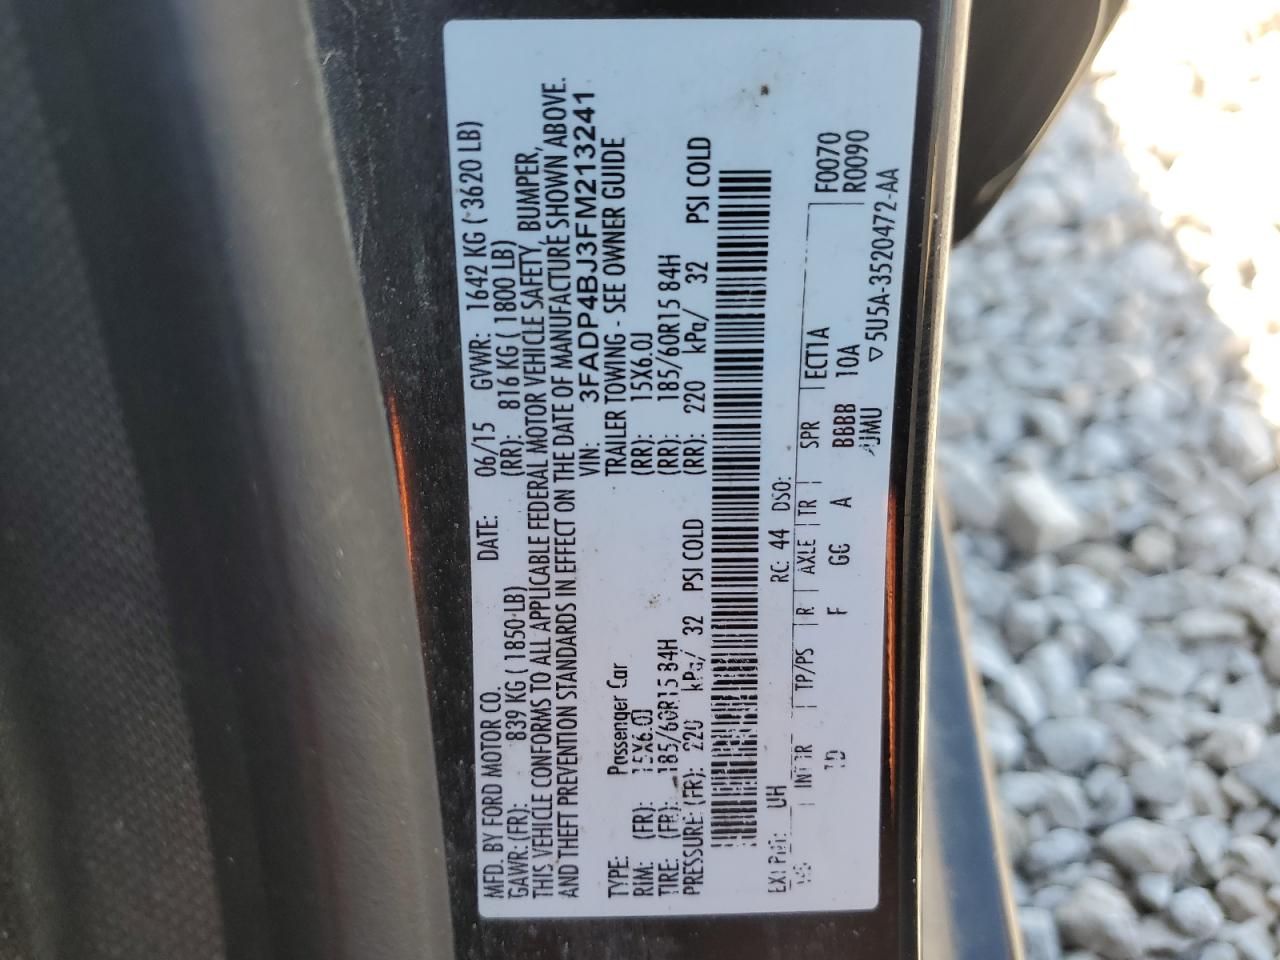 MFD. BY FORD MOTOR CO. DATE: 06/15 GVWR: 1642 KG ( 3620 LB)
GAWR: (FR): 839 KG ( 1850 LB) (RR): 816 KG ( 1800 LB)
THIS VEHICLE CONFORMS TO ALL APPLICABLE FEDERAL MOTOR VEHICLE SAFETY, BUMPER,
AND THEFT PREVENTION STANDARDS IN EFFECT ON THE DATE OF MANUFACTURE SHOWN ABOVE.
VIN: 3FADP4BJ3FM213241
TYPE: Passenger Car TRAILER TOWING - SEE OWNER GUIDE
RIM: (FR): 15X6.0J (RR): 15X6.0J
TIRE: (FR): 185/60R15 84H (RR): 185/60R15 84H
PRESSURE: (FR): 220 kPa/ 32 PSI COLD (RR): 220 kPa/ 32 PSI COLD
EXT PNT: UH RC: 44 DSO:
INT TR TP/PS R AXLE TR SPR ECT1A F0070
F GG A BBBB 10A R0090
JMU ▽5U5A-3520472-AA